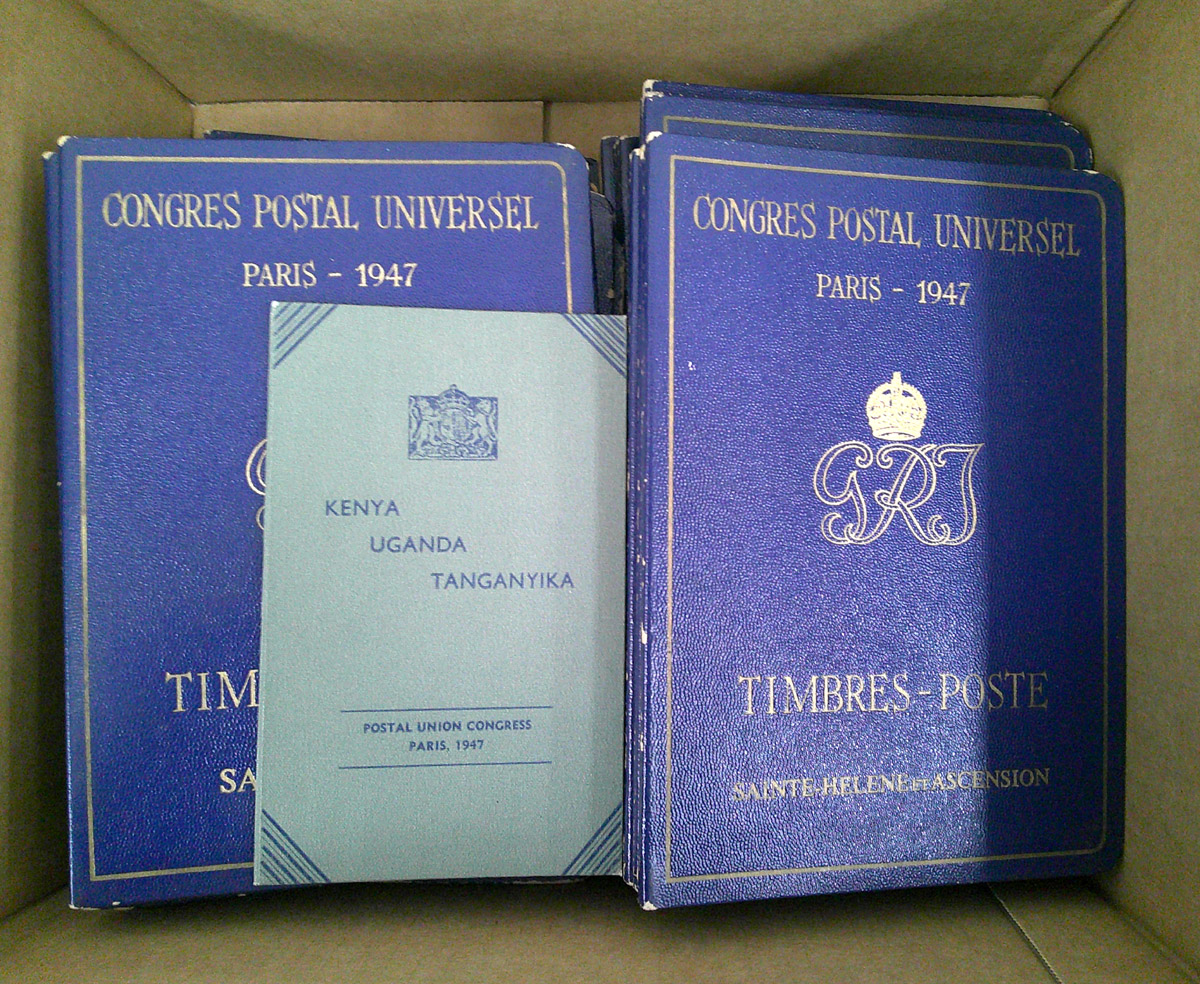 CONGRES POSTAL UNIVERSEL
PARIS - 1947
TIM
SA
KENYA
UGANDA
TANGANYIKA
POSTAL UNION CONGRESS
PARIS, 1947
CONGRES POSTAL UNIVERSEL
PARIS - 1947
GRI
TIMBRES-POSTE
SAINTE-HELENE ET ASCENSION